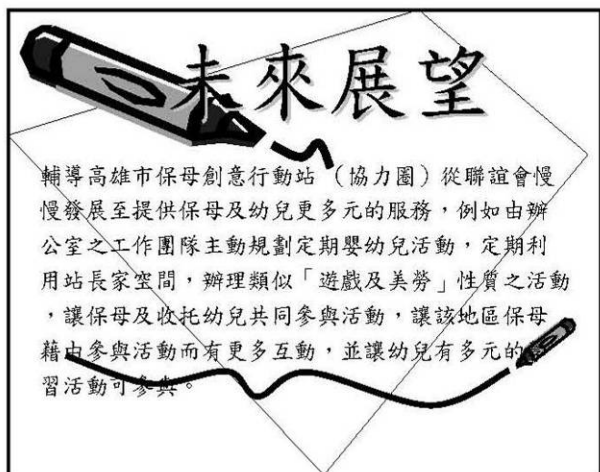 未來展望
輔導高雄市保母創意行動站（協力圈）從聯誼會慢
慢發展至提供保母及幼兒更多元的服務，例如由辦
公室之工作團隊主動規劃定期嬰幼兒活動，定期利
用站長家空間，辦理類似「遊戲及美勞」性質之活動
，讓保母及收托幼兒共同參與活動，讓該地區保母
藉由參與活動而有更多互動，並讓幼兒有多元的
習活動可參與。